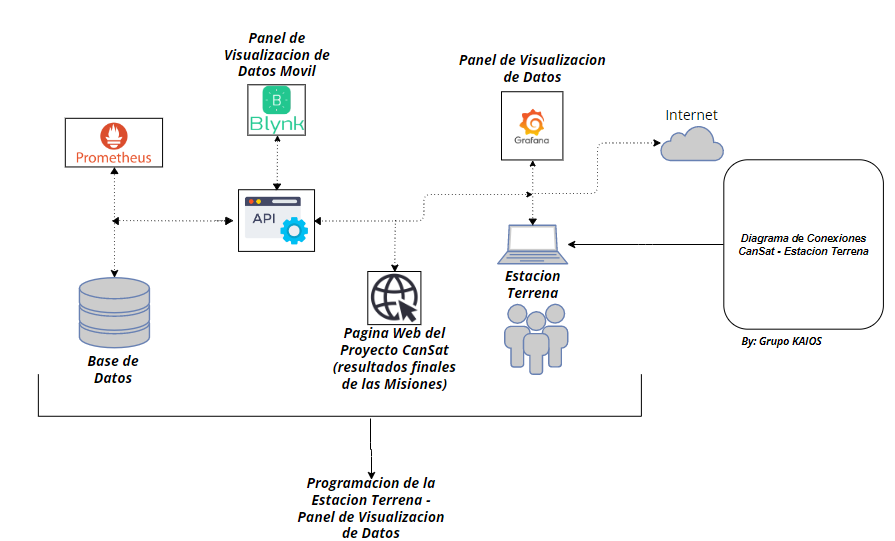 Panel de
Visualizacion de
Datos Movil
Blynk
Panel de Visualizacion
de Datos
Grafana
Internet
Prometheus
API
Diagrama de Conexiones
CanSat - Estacion Terrena
By: Grupo KAIOS
Estacion
Terrena
Pagina Web del
Proyecto CanSat
(resultados finales
de las Misiones)
Base de
Datos
Programacion de la
Estacion Terrena -
Panel de Visualizacion
de Datos